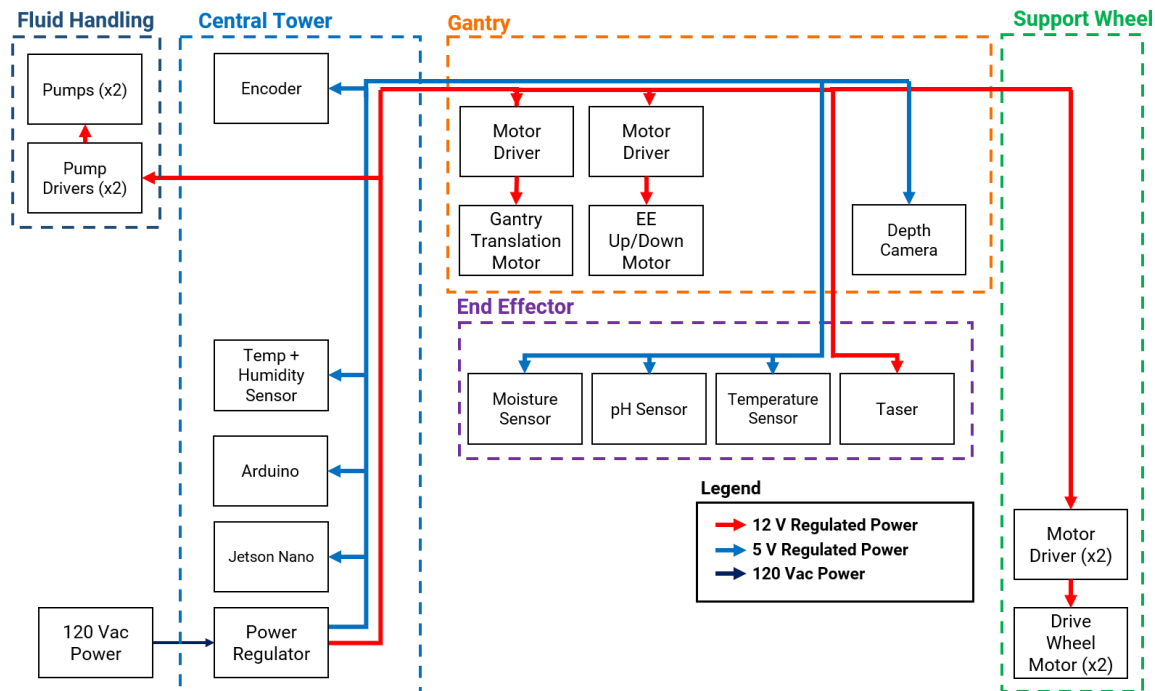 Fluid Handling
Central Tower
Gantry
Support Wheel
Pumps (x2)
Pump
Drivers (x2)
Encoder
Temp +
Humidity
Sensor
Arduino
Jetson Nano
120 Vac
Power
Power
Regulator
Motor
Driver
Motor
Driver
Gantry
Translation
Motor
EE
Up/Down
Motor
Depth
Camera
End Effector
Moisture
Sensor
pH Sensor
Temperature
Sensor
Taser
Legend
12 V Regulated Power
5 V Regulated Power
120 Vac Power
Motor
Driver (x2)
Drive
Wheel
Motor (x2)